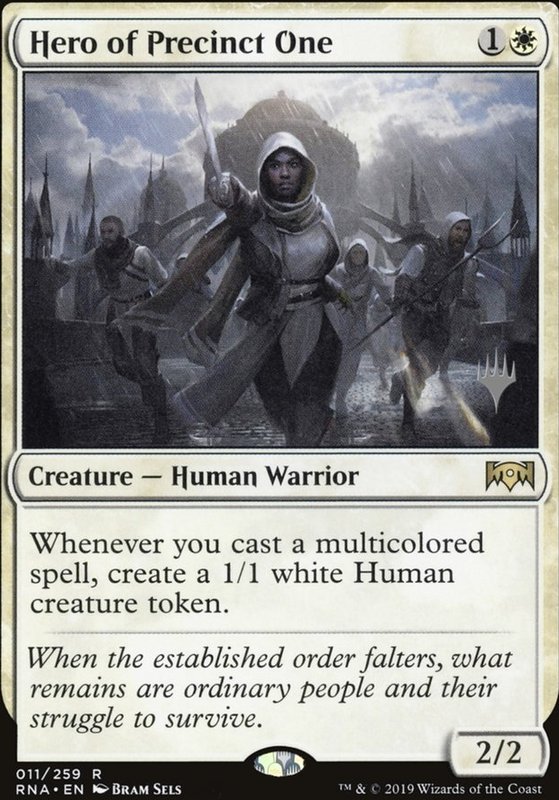 Hero of Precinct One 1
Creature — Human Warrior
Whenever you cast a multicolored
spell, create a 1/1 white Human
creature token.
When the established order falters, what
remains are ordinary people and their
struggle to survive.
2/2
011/259 R
RNA • EN Bram Sels
™ & © 2019 Wizards of the Coast